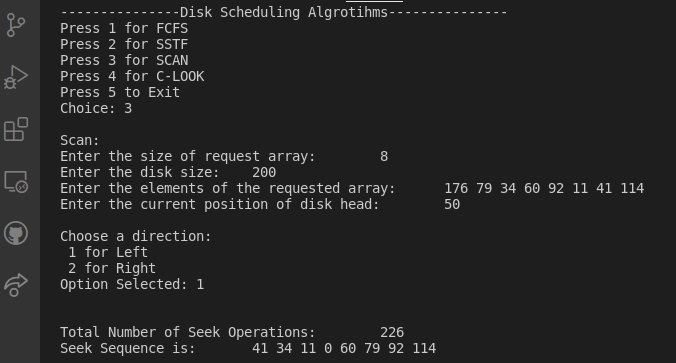 ---------------Disk Scheduling Algrotihms---------------
Press 1 for FCFS
Press 2 for SSTF
Press 3 for SCAN
Press 4 for C-LOOK
Press 5 to Exit
Choice: 3
Scan:
Enter the size of request array: 8
Enter the disk size: 200
Enter the elements of the requested array: 176 79 34 60 92 11 41 114
Enter the current position of disk head: 50
Choose a direction:
1 for Left
2 for Right
Option Selected: 1
Total Number of Seek Operations: 226
Seek Sequence is: 41 34 11 0 60 79 92 114